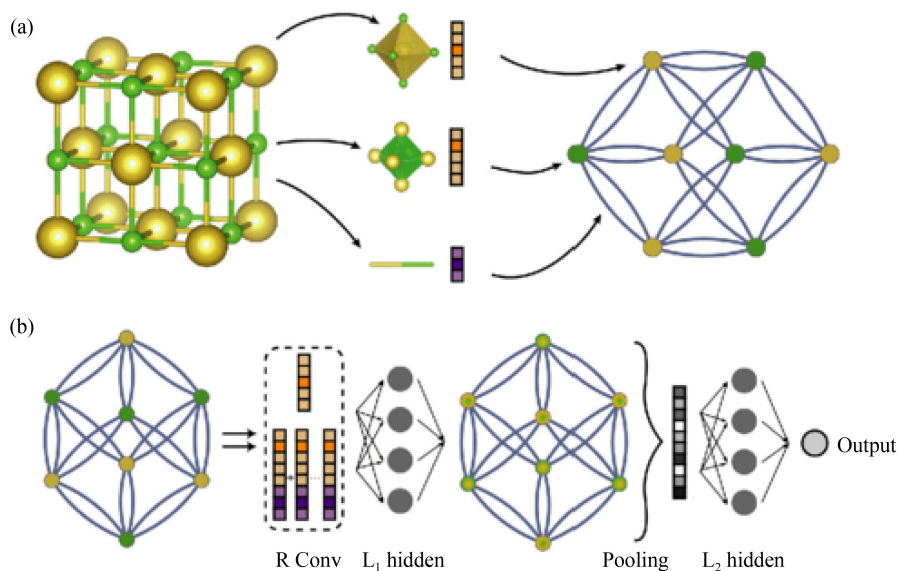 (a)
(b)
Output
R Conv
L₁ hidden
Pooling
L₂ hidden